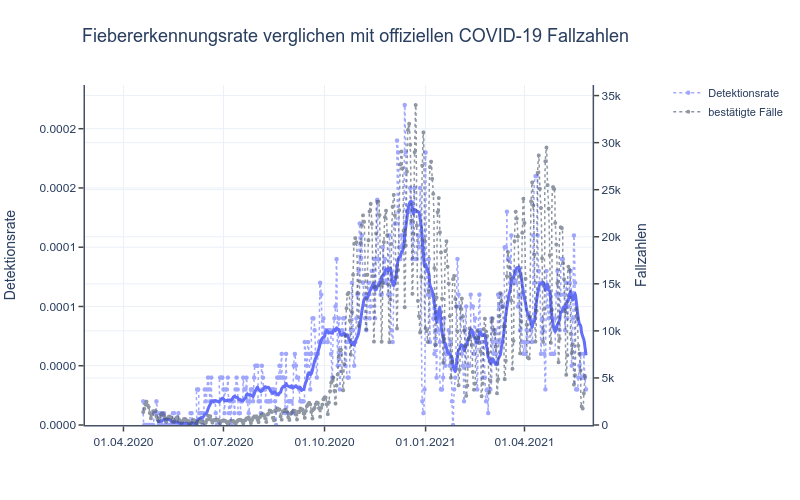 Fiebererkennungsrate verglichen mit offiziellen COVID-19 Fallzahlen
Detektionsrate
bestätigte Fälle
35k
30k
25k
20k
15k
10k
5k
0
0.0002
0.0002
0.0001
0.0001
0.0000
0.0000
Detektionsrate
Fallzahlen
01.04.2020
01.07.2020
01.10.2020
01.01.2021
01.04.2021